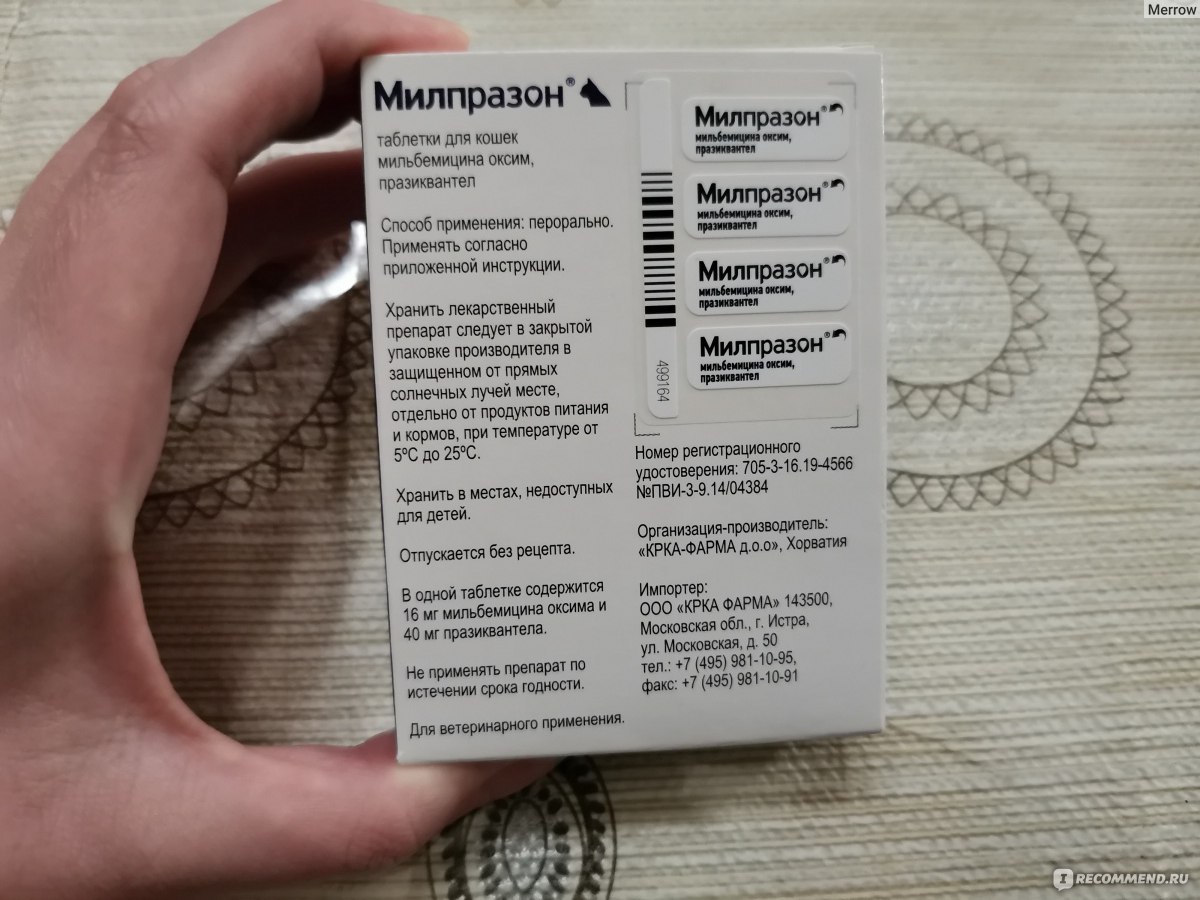 Merrow
Милпразон®
таблетки для кошек
мильбемицина оксим,
празиквантел
Способ применения: перорально.
Применять согласно
приложенной инструкции.
Хранить лекарственный
препарат следует в закрытой
упаковке производителя в
защищенном от прямых
солнечных лучей месте,
отдельно от продуктов питания
и кормов, при температуре от
5ºС до 25ºС.
Хранить в местах, недоступных
для детей.
Отпускается без рецепта.
В одной таблетке содержится
16 мг мильбемицина оксима и
40 мг празиквантела.
Не применять препарат по
истечении срока годности.
Для ветеринарного применения.
499164
Милпразон®
мильбемицина оксим,
празиквантел
Милпразон®
мильбемицина оксим,
празиквантел
Милпразон®
мильбемицина оксим,
празиквантел
Милпразон®
мильбемицина оксим,
празиквантел
Номер регистрационного
удостоверения: 705-3-16.19-4566
№ПВИ-3-9.14/04384
Организация-производитель:
«КРКА-ФАРМА д.о.о», Хорватия
Импортер:
ООО «КРКА ФАРМА» 143500,
Московская обл., г. Истра,
ул. Московская, д. 50
тел.: +7 (495) 981-10-95,
факс: +7 (495) 981-10-91
IRECOMMEND.RU